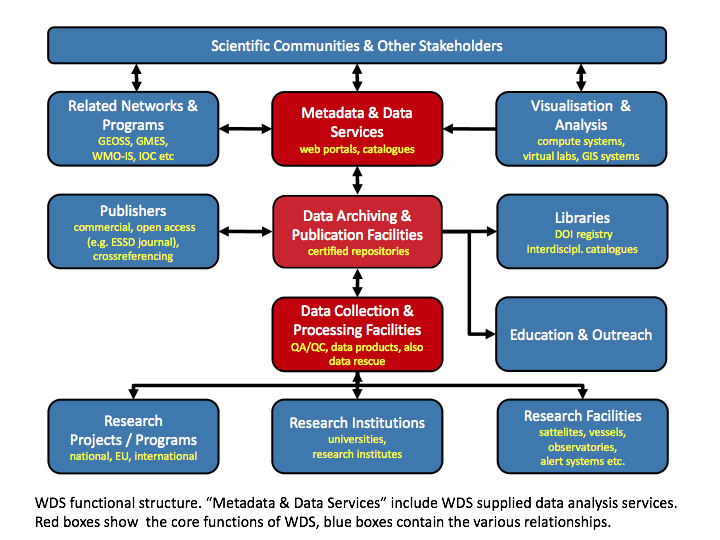 Scientific Communities & Other Stakeholders
Related Networks &
Programs
GEOSS, GMES,
WMO-IS, IOC etc
Metadata & Data
Services
web portals, catalogues
Visualisation &
Analysis
compute systems,
virtual labs, GIS systems
Publishers
commercial, open access
(e.g. ESSD journal),
crossreferencing
Data Archiving &
Publication Facilities
certified repositories
Libraries
DOI registry
interdiscipl. catalogues
Data Collection &
Processing Facilities
QA/QC, data products, also
data rescue
Education & Outreach
Research
Projects / Programs
national, EU, international
Research Institutions
universities,
research institutes
Research Facilities
sattelites, vessels,
observatories,
alert systems etc.
WDS functional structure. “Metadata & Data Services” include WDS supplied data analysis services.
Red boxes show the core functions of WDS, blue boxes contain the various relationships.